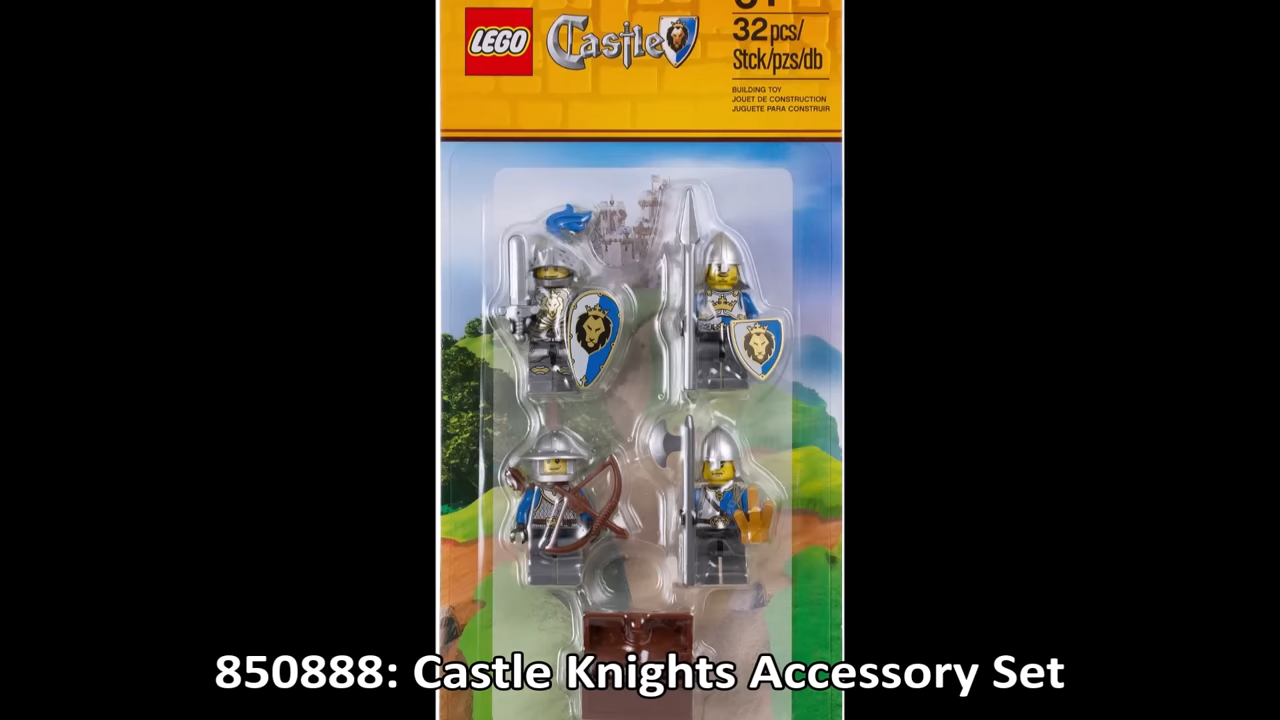 LEGO
Castle
32pcs/
Stck/pzs/db
BUILDING TOY
JOUET DE CONSTRUCTION
JUGUETE PARA CONSTRUIR
850888: Castle Knights Accessory Set